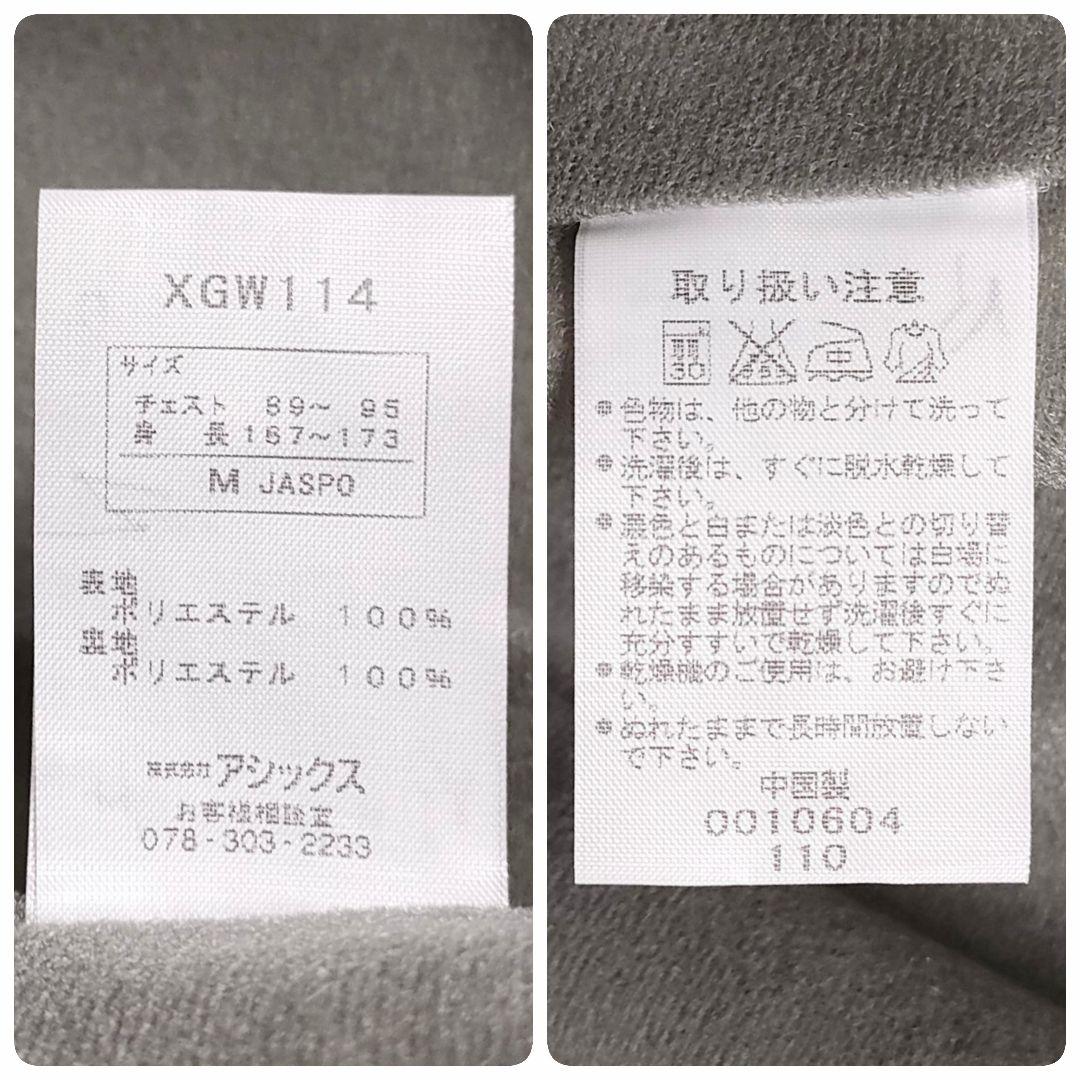 XGW114
サイズ
チェスト 89～ 95
身 長 167～173
M JASPO
表地
ポリエステル 100%
裏地
ポリエステル 100%
株式会社アシックス
お客様相談室
078-303-2233
取り扱い注意
弱
30
エンソ
サラシ
中
● 色物は、他の物と分けて洗って
下さい。
● 洗濯後は、すぐに脱水乾燥して
下さい。
● 濃色と白または淡色との切り替
えのあるものについては白場に
移染する場合がありますのでぬ
れたまま放置せず洗濯後すぐに
充分すすいで乾燥して下さい。
● 乾燥機のご使用は、お避け下さ
い。
● ぬれたままで長時間放置しない
で下さい。
中国製
0010604
110